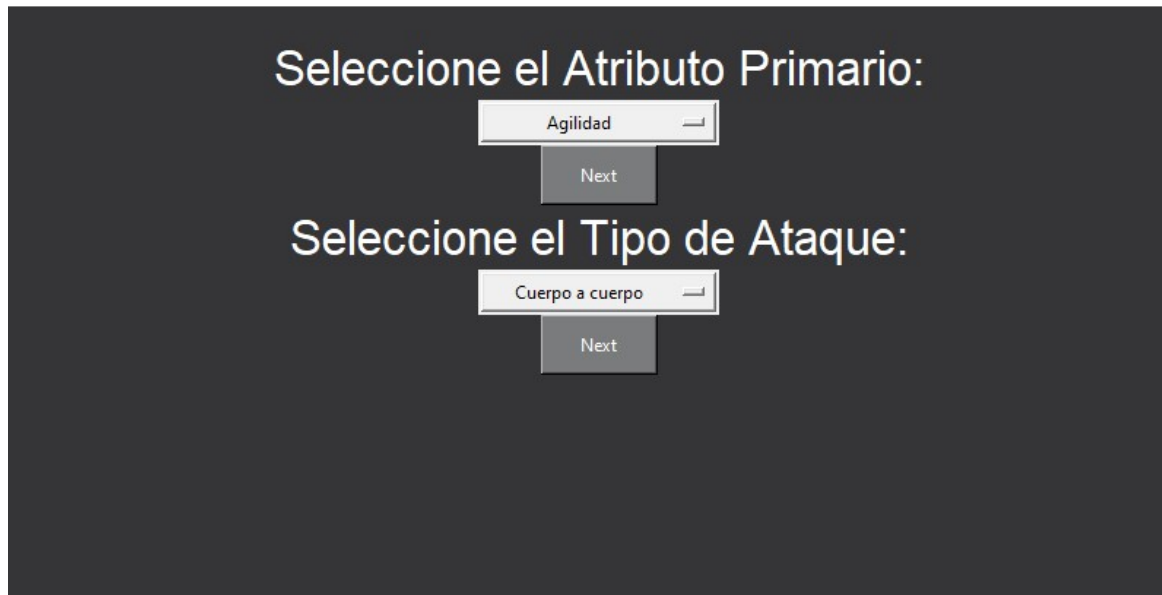 Seleccione el Atributo Primario:
Agilidad
Next
Seleccione el Tipo de Ataque:
Cuerpo a cuerpo
Next